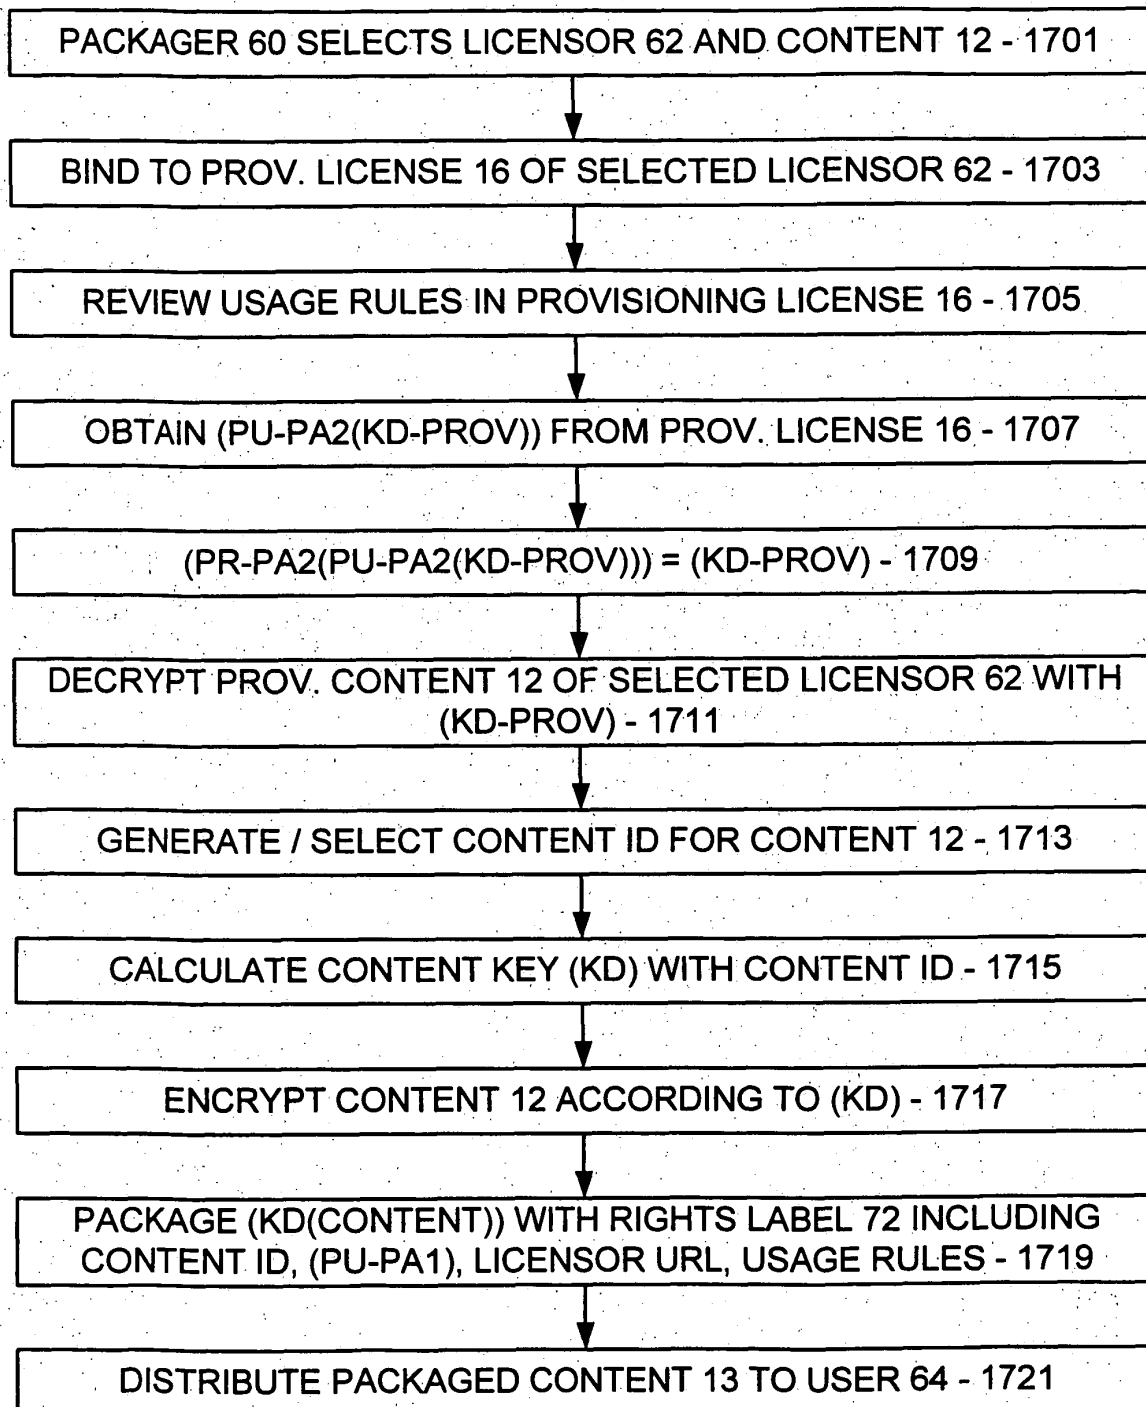 PACKAGER 60 SELECTS LICENSOR 62 AND CONTENT 12 - 1701
BIND TO PROV. LICENSE 16 OF SELECTED LICENSOR 62 - 1703
REVIEW USAGE RULES IN PROVISIONING LICENSE 16 - 1705
OBTAIN (PU-PA2(KD-PROV)) FROM PROV. LICENSE 16 - 1707
(PR-PA2(PU-PA2(KD-PROV))) = (KD-PROV) - 1709
DECRYPT PROV. CONTENT 12 OF SELECTED LICENSOR 62 WITH
(KD-PROV) - 1711
GENERATE / SELECT CONTENT ID FOR CONTENT 12 - 1713
CALCULATE CONTENT KEY (KD) WITH CONTENT ID - 1715
ENCRYPT CONTENT 12 ACCORDING TO (KD) - 1717
PACKAGE (KD(CONTENT)) WITH RIGHTS LABEL 72 INCLUDING
CONTENT ID, (PU-PA1), LICENSOR URL, USAGE RULES - 1719
DISTRIBUTE PACKAGED CONTENT 13 TO USER 64 - 1721